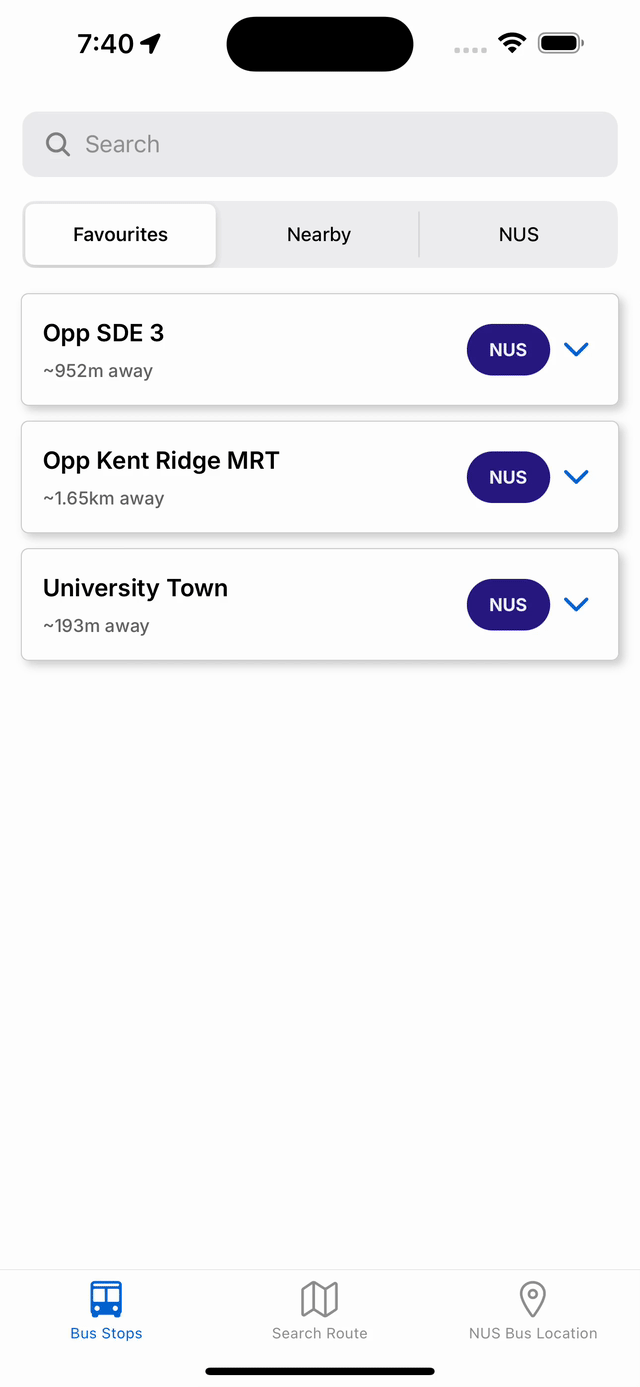 7:40
Search
Favourites
Nearby
NUS
Opp SDE 3
~952m away
NUS
Opp Kent Ridge MRT
~1.65km away
NUS
University Town
~193m away
NUS
Bus Stops
Search Route
NUS Bus Location